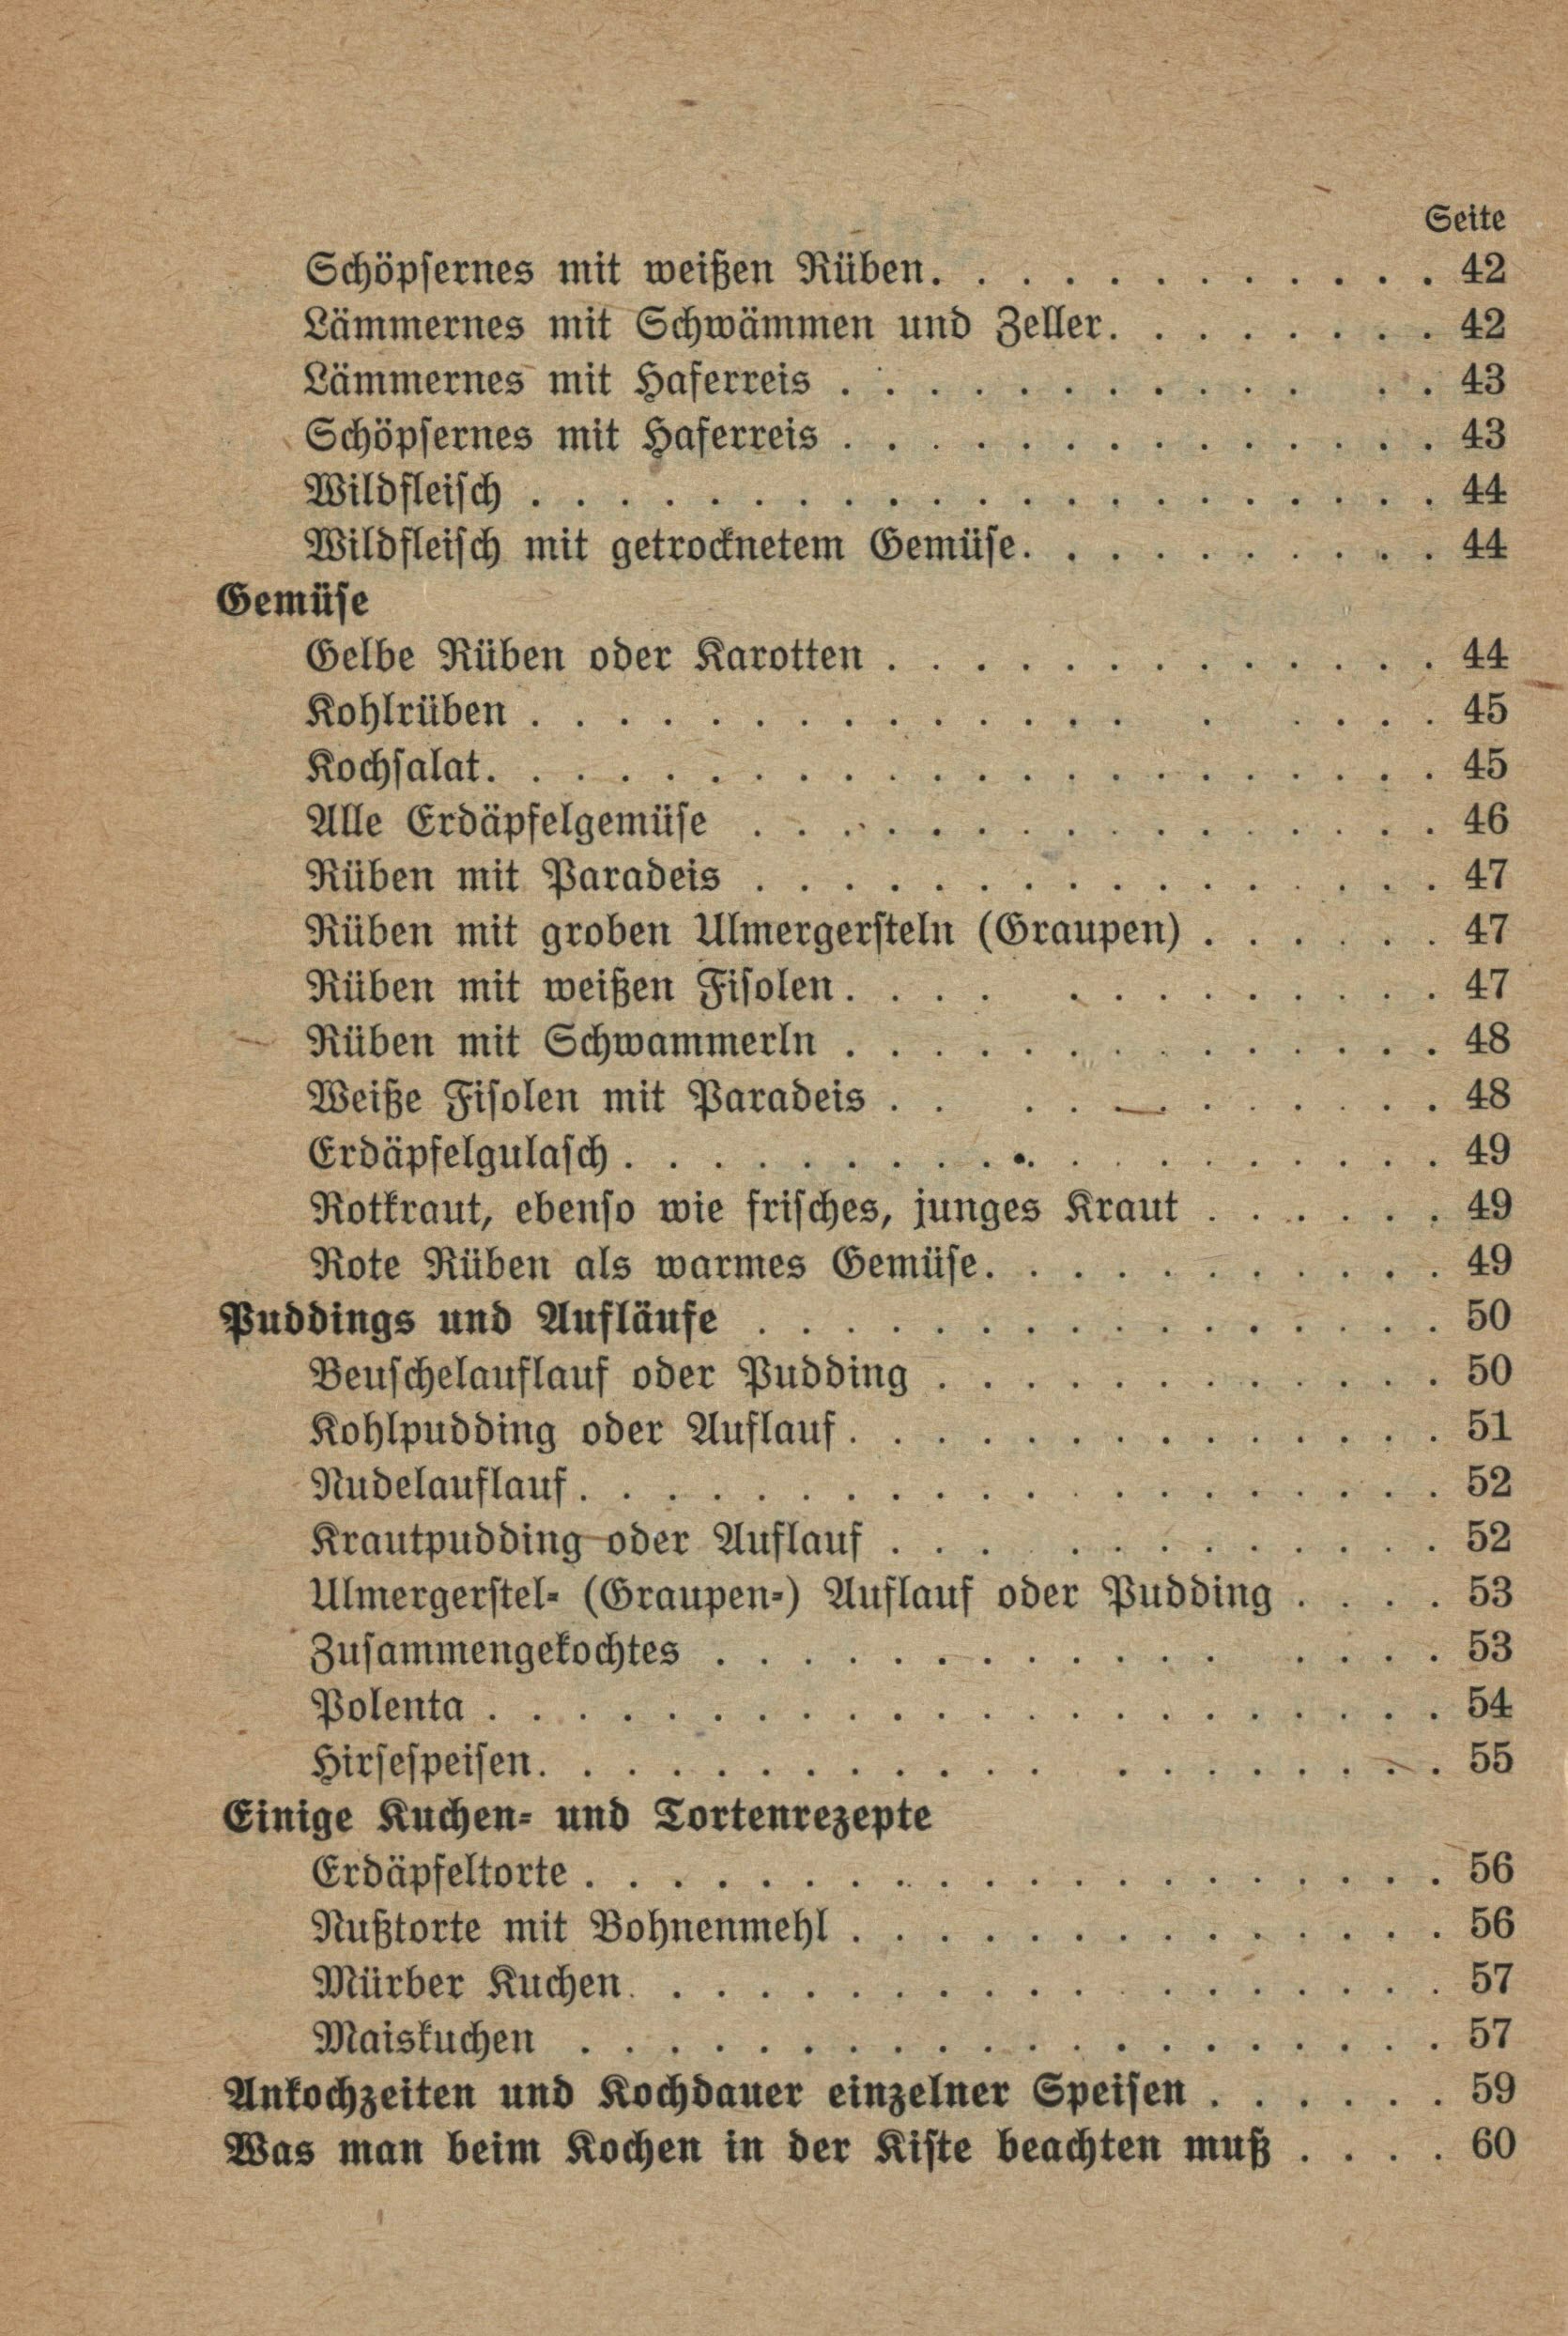 Seite
Schöpsernes mit weißen Rüben. . . . . . . . . . . . 42
Lämmernes mit Schwämmen und Zeller. . . . . . . . 42
Lämmernes mit Haferreis . . . . . . . . . . . . . 43
Schöpsernes mit Haferreis . . . . . . . . . . . . . . 43
Wildfleisch . . . . . . . . . . . . . . . . . . . . . 44
Wildfleisch mit getrocknetem Gemüse. . . . . . . . . . 44
Gemüse
Gelbe Rüben oder Karotten . . . . . . . . . . . . . 44
Kohlrüben . . . . . . . . . . . . . . . . . . . 45
Kochsalat. . . . . . . . . . . . . . . . . . . . . . 45
Alle Erdäpfelgemüse . . . . . . . . . . . . . . . . 46
Rüben mit Paradeis . . . . . . . . . . . . . . . . 47
Rüben mit groben Ulmergersteln (Graupen) . . . . . . 47
Rüben mit weißen Fisolen. . . . . . . . . . . . . 47
Rüben mit Schwammerln . . . . . . . . . . . . . . 48
Weiße Fisolen mit Paradeis . . . . . . . . . . . . 48
Erdäpfelgulasch . . . . . . . . . . . . . . . . . . . 49
Rotkraut, ebenso wie frisches, junges Kraut . . . . . . 49
Rote Rüben als warmes Gemüse. . . . . . . . . . . 49
Puddings und Aufläufe . . . . . . . . . . . . . . . . 50
Beuschelauflauf oder Pudding . . . . . . . . . . . . 50
Kohlpudding oder Auflauf. . . . . . . . . . . . . . 51
Nudelauflauf. . . . . . . . . . . . . . . . . . . . 52
Krautpudding oder Auflauf . . . . . . . . . . . . 52
Ulmergerstel- (Graupen-) Auflauf oder Pudding . . . . 53
Zusammengekochtes . . . . . . . . . . . . . . . . 53
Polenta . . . . . . . . . . . . . . . . . . . . . . 54
Hirsespeisen. . . . . . . . . . . . . . . . . . . . 55
Einige Kuchen- und Tortenrezepte
Erdäpfeltorte . . . . . . . . . . . . . . . . . . . . 56
Nußtorte mit Bohnenmehl . . . . . . . . . . . . . . 56
Mürber Kuchen. . . . . . . . . . . . . . . . . . 57
Maiskuchen . . . . . . . . . . . . . . . . . . . . 57
Ankochzeiten und Kochdauer einzelner Speisen . . . . . . 59
Was man beim Kochen in der Kiste beachten muß . . . . 60